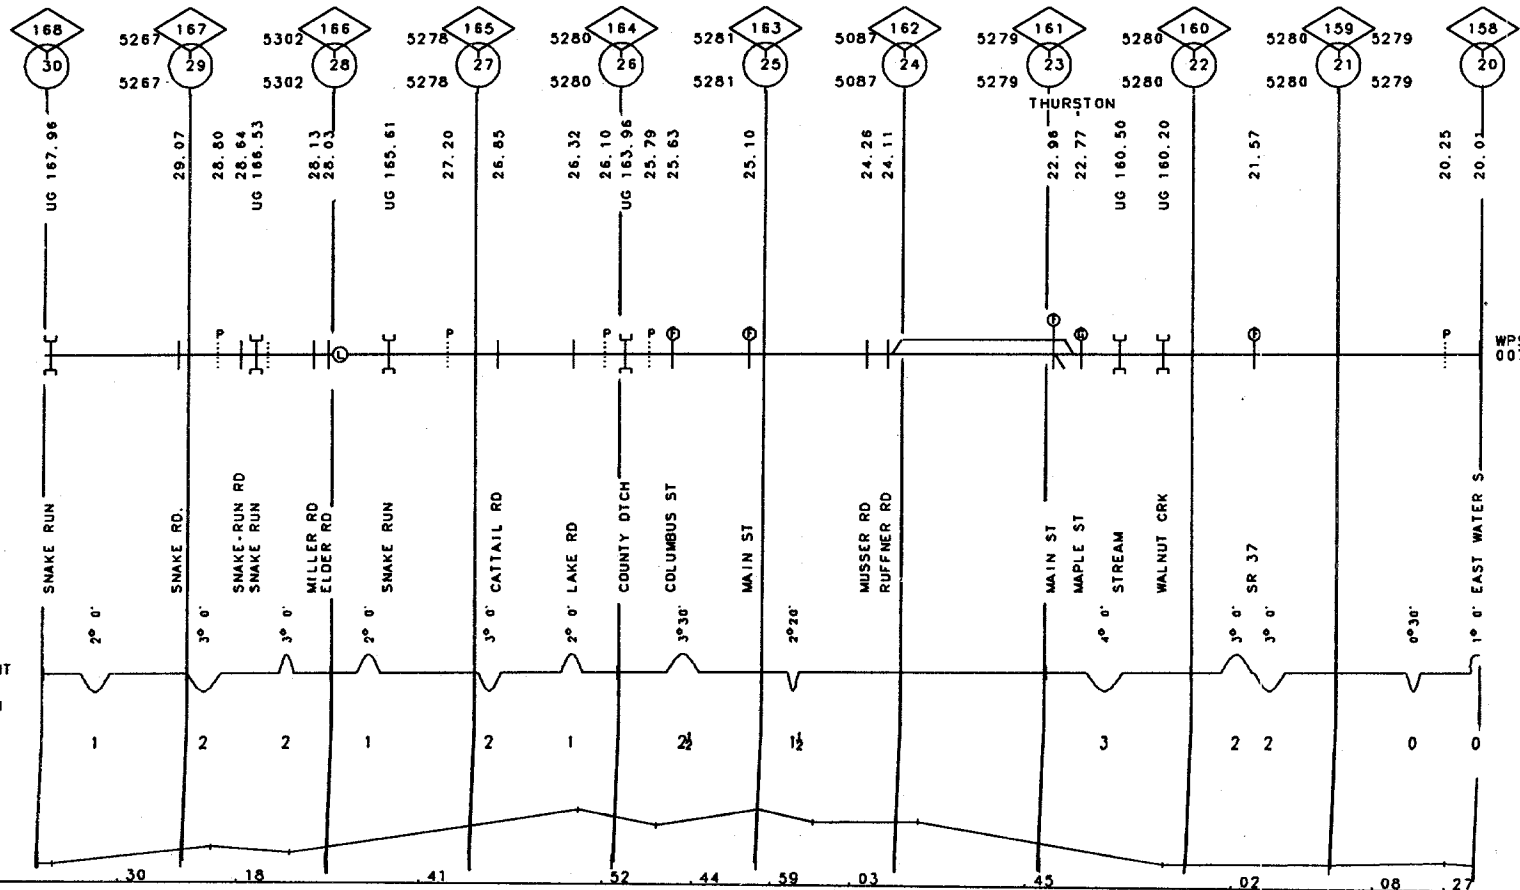 168 167 166 165 164 163 162 161 160 159 158
5267 5302 5278 5280 5281 5087 5279 5280 5280 5279
30 29 28 27 26 25 24 23 22 21 20
5267 5302 5278 5280 5281 5087 5279 5280 5280 5279
THURSTON
UG 167.96
29.07
28.80
28.64
UG 166.53
28.13
28.03
UG 165.61
27.20
26.85
26.32
26.10
UG 163.96
25.79
25.63
25.10
24.26
24.11
22.96
22.77
UG 160.50
UG 160.20
21.57
20.25
20.01
P L P P P F F F F P
SNAKE RUN
SNAKE RD.
SNAKE-RUN RD
SNAKE RUN
MILLER RD
ELDER RD
SNAKE RUN
CATTAIL RD
LAKE RD
COUNTY DTCH
COLUMBUS ST
MAIN ST
MUSSER RD
RUFFNER RD
MAIN ST
MAPLE ST
STREAM
WALNUT CRK
SR 37
EAST WATER S
2° 0' 3° 0' 3° 0' 2° 0' 3° 0' 2° 0' 3°30' 2°20' 4° 0' 3° 0' 3° 0' 0°30' 1° 0'
1 2 2 1 2 1 2½ 1½ 3 2 2 0 0
.30 .18 .41 .52 .44 .59 .03 .45 .02 .08 .27